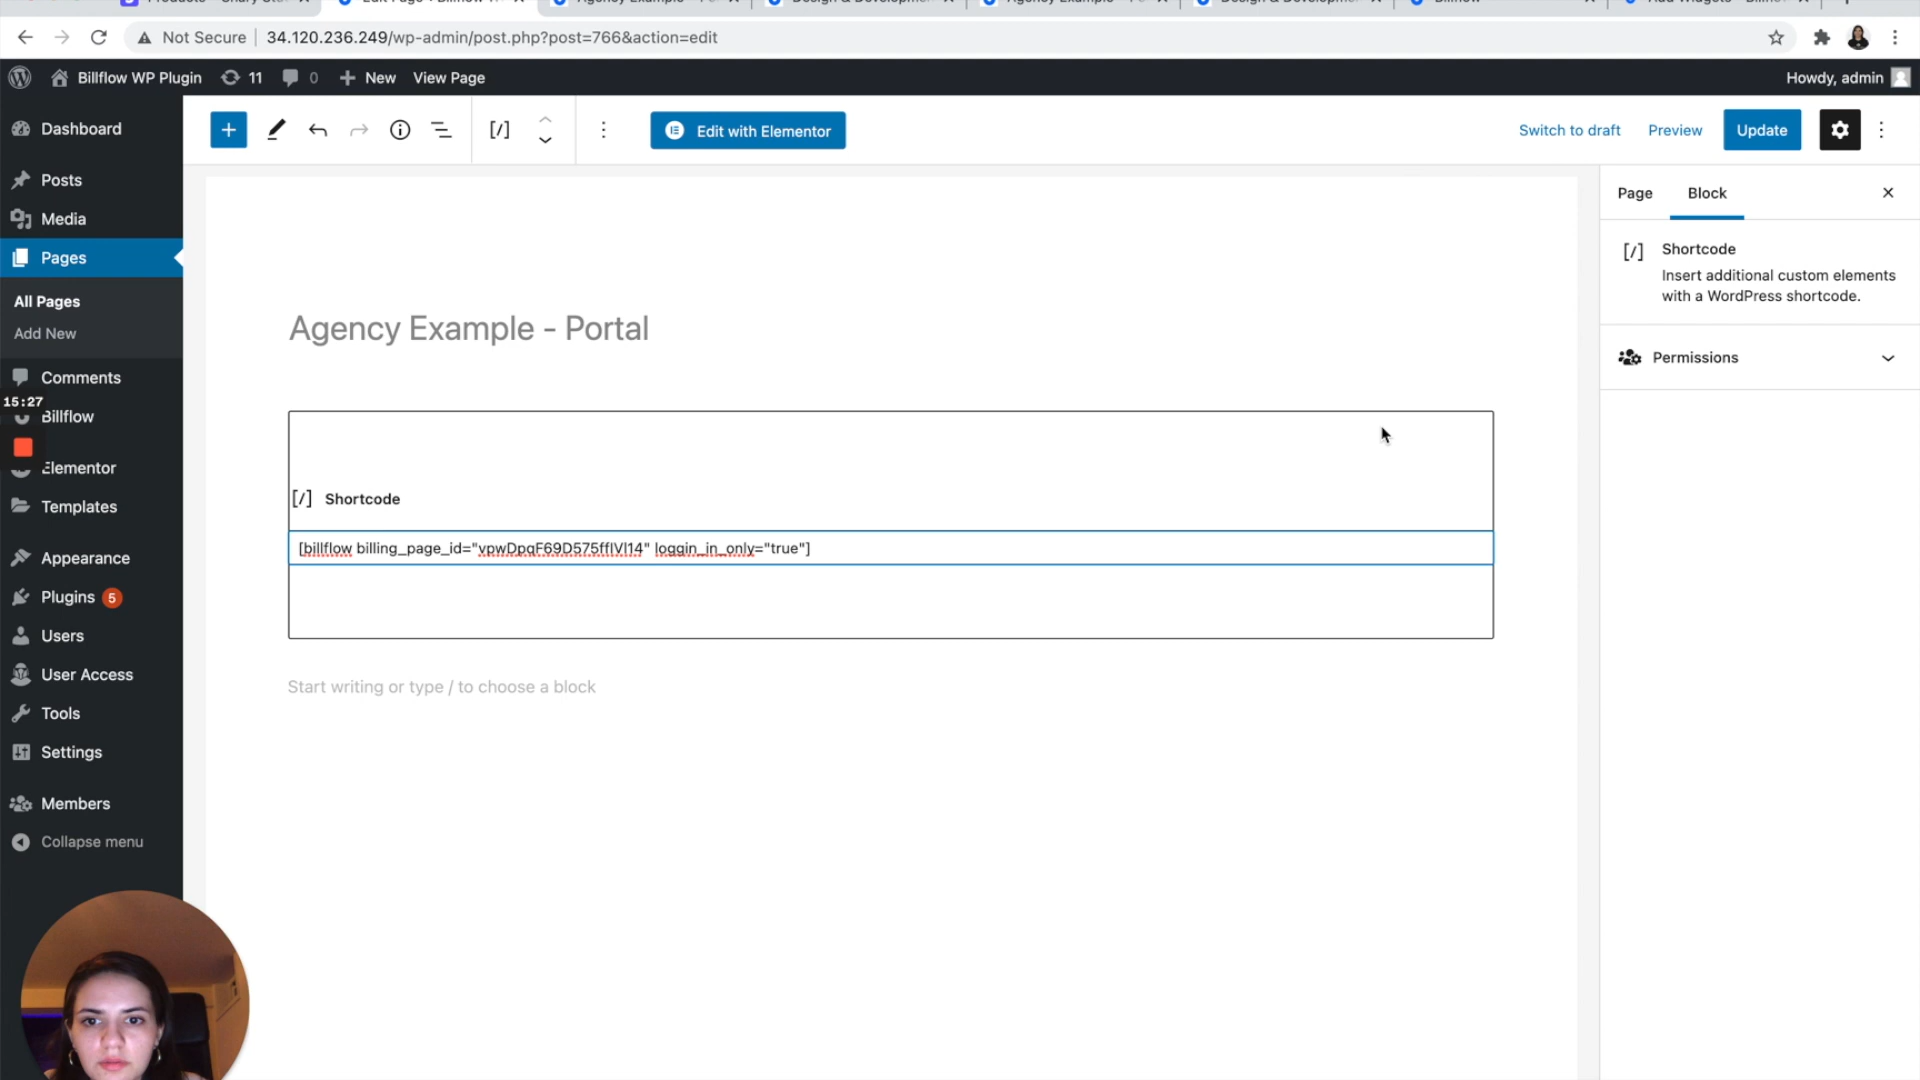 Not Secure 34.120.236.249/wp-admin/post.php?post=766&action=edit
Billflow WP Plugin 11 0 New View Page Howdy, admin
Dashboard
Posts
Media
Pages
All Pages
Add New
Comments
15:27
Billflow
Elementor
Templates
Appearance
Plugins 5
Users
User Access
Tools
Settings
Members
Collapse menu
Edit with Elementor
Switch to draft Preview Update
Agency Example - Portal
[/] Shortcode
[billflow billing_page_id="vpwDpqF69D575fflVl14" loggin_in_only="true"]
Start writing or type / to choose a block
Page Block
[/] Shortcode
Insert additional custom elements
with a WordPress shortcode.
Permissions